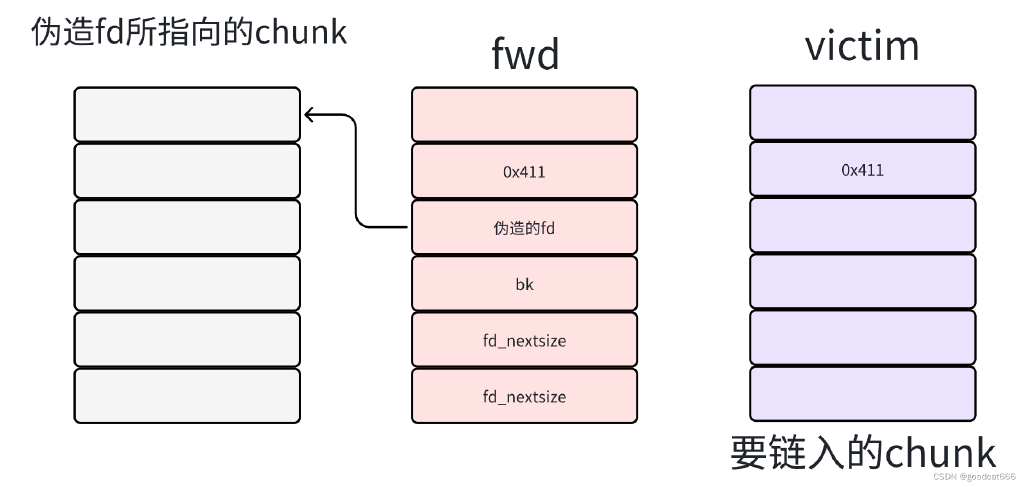 伪造fd所指向的chunk
fwd
victim
0x411
0x411
伪造的fd
bk
fd_nextsize
fd_nextsize
要链入的chunk
CSDN @goodcat666